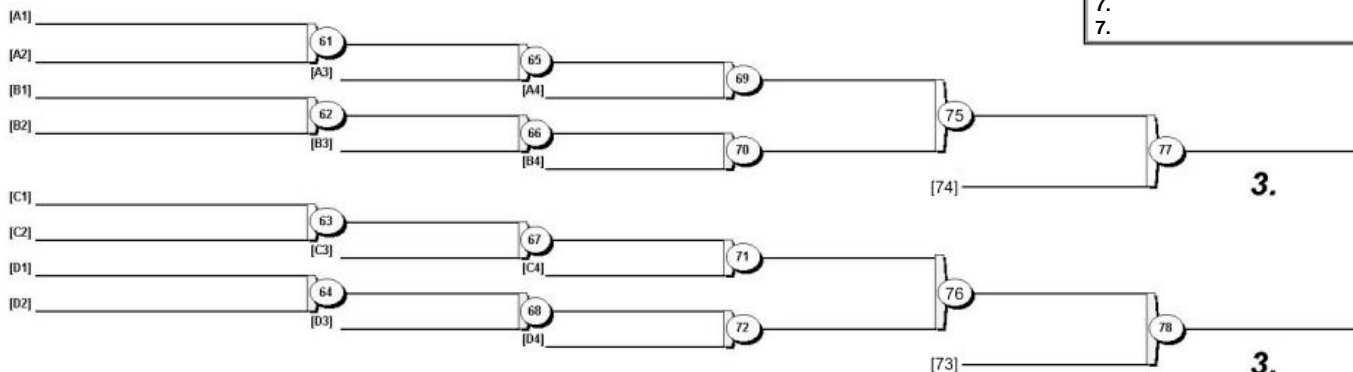 7.
7.
[A1]
61
[A2]
[A3]
65
[A4]
69
[B1]
62
[B2]
[B3]
66
[B4]
70
75
77
[74]
3.
[C1]
63
[C2]
[C3]
67
[C4]
71
[D1]
64
[D2]
[D3]
68
[D4]
72
76
78
[73]
3.